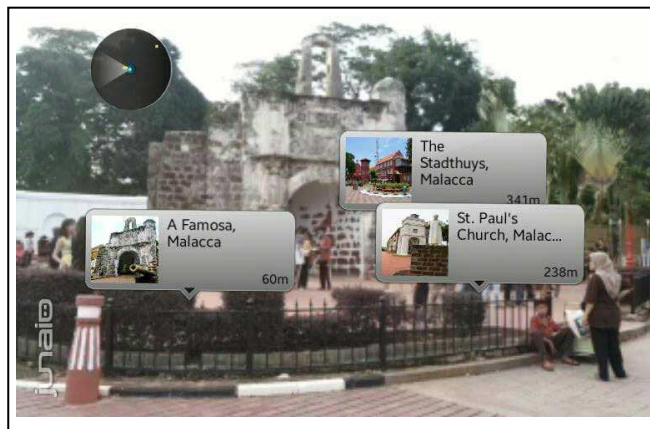 The
Stadthuys,
Malacca
341m
A Famosa,
Malacca
60m
St. Paul's
Church, Malac...
238m
junaio